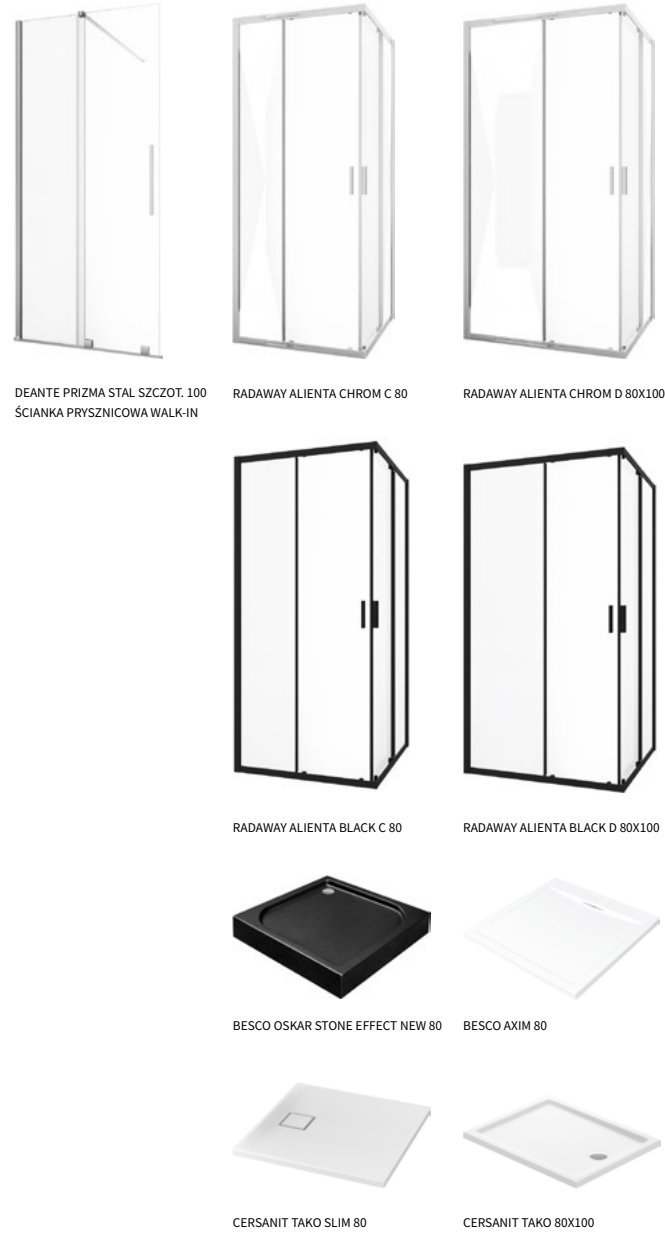 DEANTE PRIZMA STAL SZCZOT. 100
ŚCIANKA PRYSZNICOWA WALK-IN
RADAWAY ALIENTA CHROM C 80
RADAWAY ALIENTA CHROM D 80X100
RADAWAY ALIENTA BLACK C 80
RADAWAY ALIENTA BLACK D 80X100
BESCO OSKAR STONE EFFECT NEW 80
BESCO AXIM 80
CERSANIT TAKO SLIM 80
CERSANIT TAKO 80X100